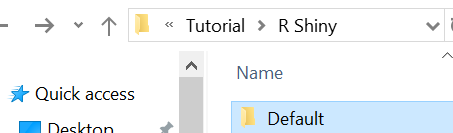 « Tutorial > R Shiny
Name
Quick access
Default
Desktop